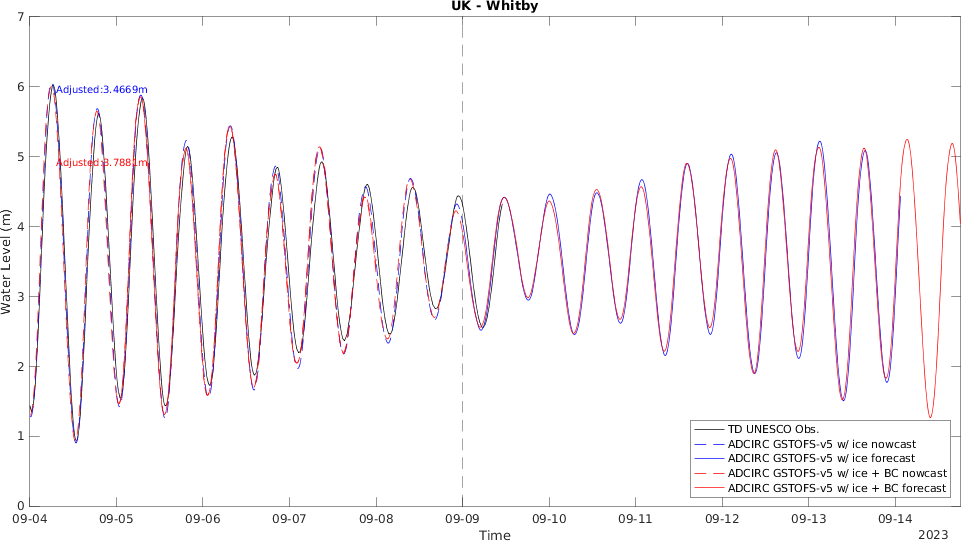 UK - Whitby
7
6
5
4
3
2
1
0
Water Level (m)
Adjusted:3.4669m
Adjusted:3.7881m
TD UNESCO Obs.
ADCIRC GSTOFS-v5 w/ ice nowcast
ADCIRC GSTOFS-v5 w/ ice forecast
ADCIRC GSTOFS-v5 w/ ice + BC nowcast
ADCIRC GSTOFS-v5 w/ ice + BC forecast
09-04 09-05 09-06 09-07 09-08 09-09 09-10 09-11 09-12 09-13 09-14
Time
2023